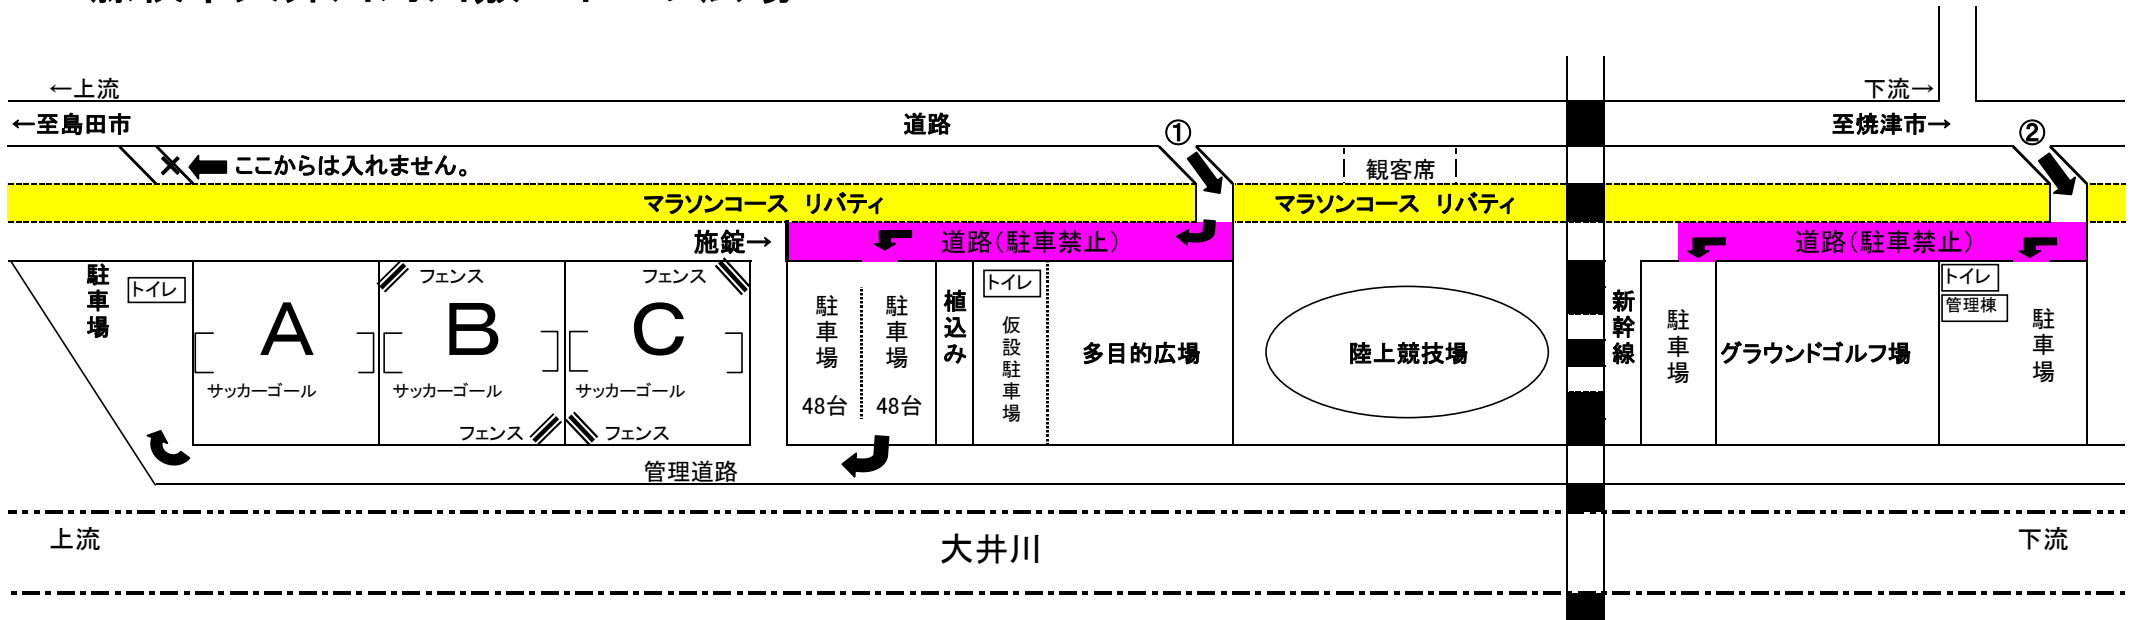 ←上流
下流→
←至島田市
道路
①
至焼津市→
②
×
ここからは入れません。
観客席
マラソンコース リバティ
マラソンコース リバティ
施錠→
道路(駐車禁止)
道路(駐車禁止)
駐車場
トイレ
A
サッカーゴール
フェンス
B
サッカーゴール
フェンス
フェンス
C
サッカーゴール
フェンス
駐車場
48台
駐車場
48台
植込み
トイレ
仮設駐車場
多目的広場
陸上競技場
新幹線
駐車場
グラウンドゴルフ場
トイレ
管理棟
駐車場
管理道路
上流
大井川
下流